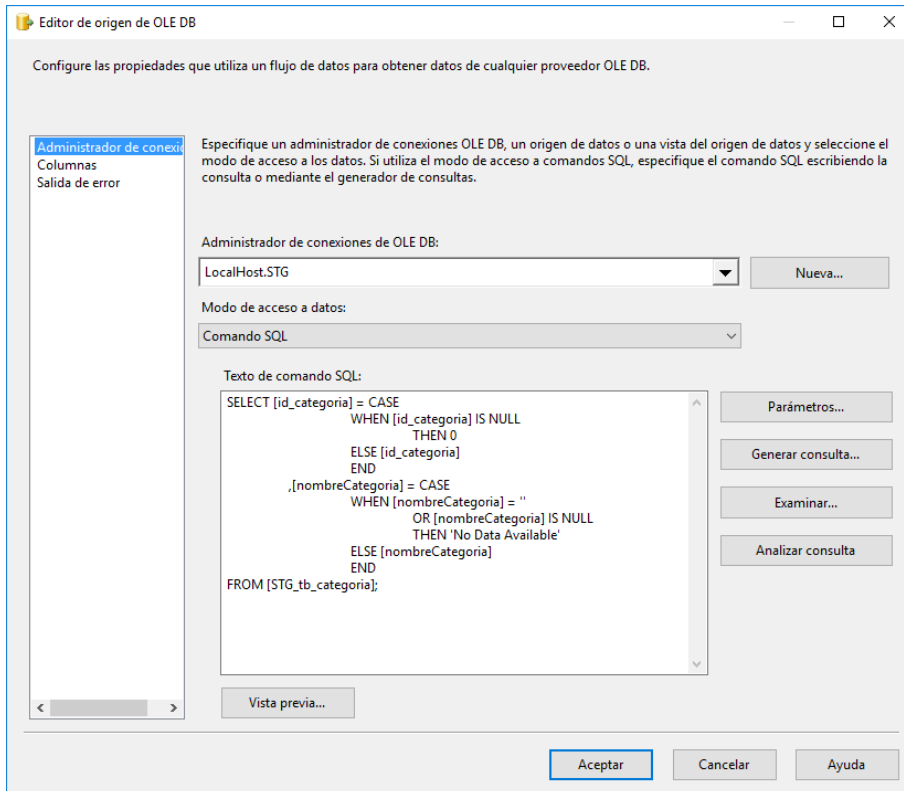 Editor de origen de OLE DB
Configure las propiedades que utiliza un flujo de datos para obtener datos de cualquier proveedor OLE DB.
Administrador de conexi
Columnas
Salida de error
Especifique un administrador de conexiones OLE DB, un origen de datos o una vista del origen de datos y seleccione el
modo de acceso a los datos. Si utiliza el modo de acceso a comandos SQL, especifique el comando SQL escribiendo la
consulta o mediante el generador de consultas.
Administrador de conexiones de OLE DB:
LocalHost.STG
Nueva...
Modo de acceso a datos:
Comando SQL
Texto de comando SQL:
SELECT [id_categoria] = CASE
WHEN [id_categoria] IS NULL
THEN 0
ELSE [id_categoria]
END
,[nombreCategoria] = CASE
WHEN [nombreCategoria] = ''
OR [nombreCategoria] IS NULL
THEN 'No Data Available'
ELSE [nombreCategoria]
END
FROM [STG_tb_categoria];
Parámetros...
Generar consulta...
Examinar...
Analizar consulta
Vista previa...
Aceptar
Cancelar
Ayuda